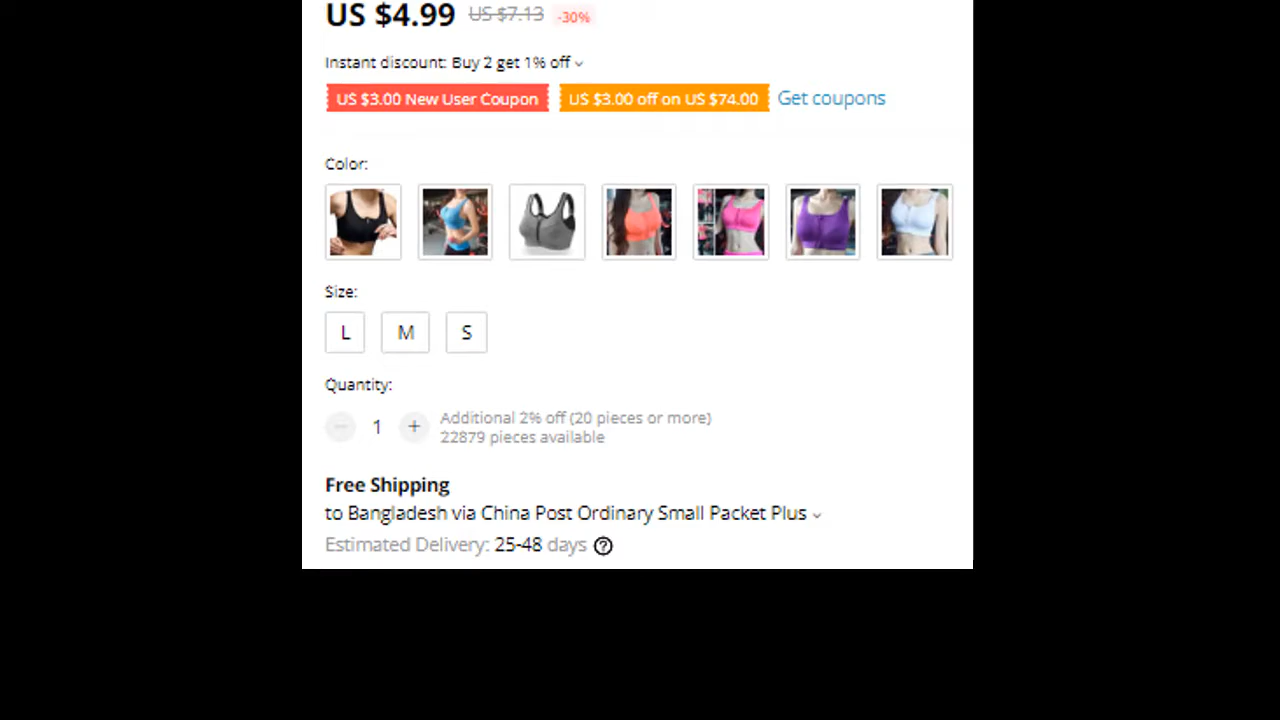 US $4.99 US $7.13 -30%
Instant discount: Buy 2 get 1% off
US $3.00 New User Coupon US $3.00 off on US $74.00 Get coupons
Color:
Size:
L M S
Quantity:
− 1 + Additional 2% off (20 pieces or more)
22879 pieces available
Free Shipping
to Bangladesh via China Post Ordinary Small Packet Plus
Estimated Delivery: 25-48 days ?